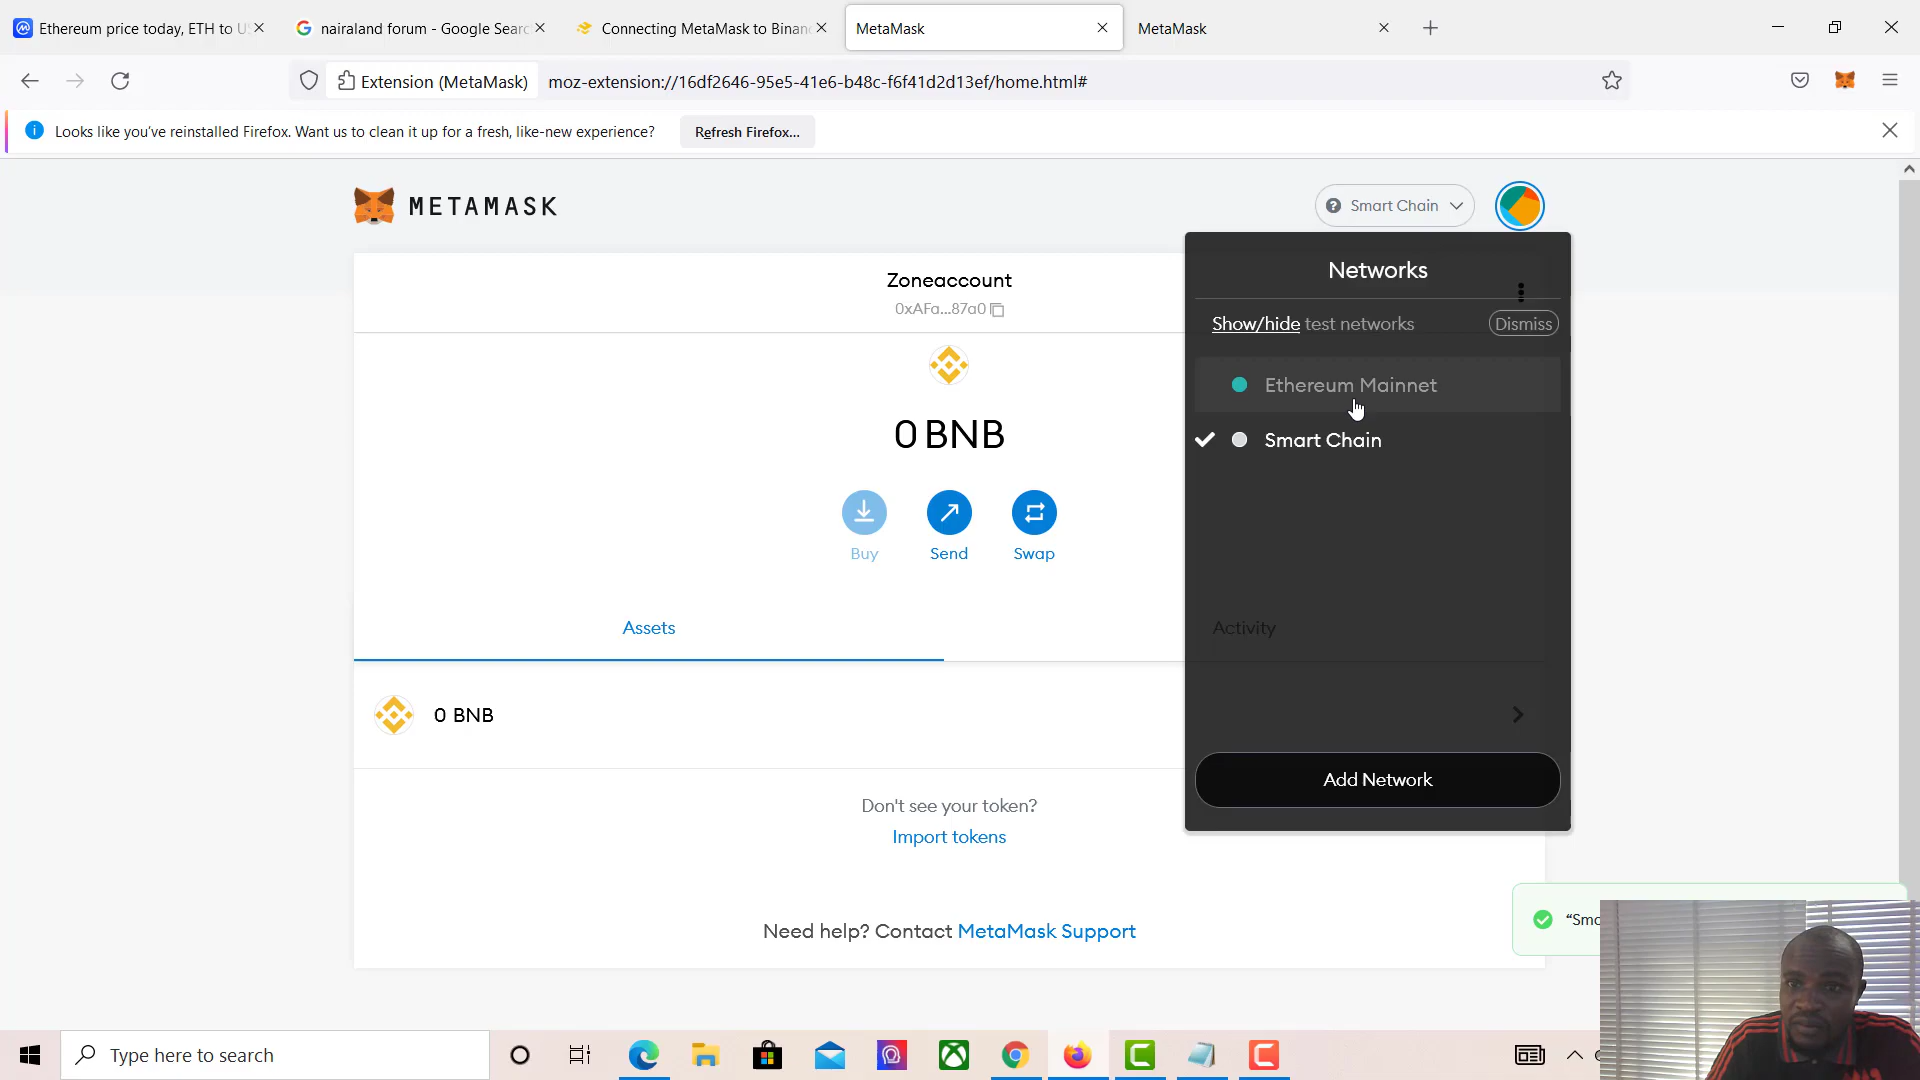 Ethereum price today, ETH to US
nairaland forum - Google Searc
Connecting MetaMask to Binanc
MetaMask
MetaMask
Extension (MetaMask)
moz-extension://16df2646-95e5-41e6-b48c-f6f41d2d13ef/home.html#
Looks like you've reinstalled Firefox. Want us to clean it up for a fresh, like-new experience?
Refresh Firefox...
METAMASK
Smart Chain
Zoneaccount
0xAFa...87a0
0 BNB
Buy
Send
Swap
Assets
Activity
0 BNB
Don't see your token?
Import tokens
Need help? Contact MetaMask Support
Networks
Show/hide test networks
Dismiss
Ethereum Mainnet
Smart Chain
Add Network
"Smo
Type here to search